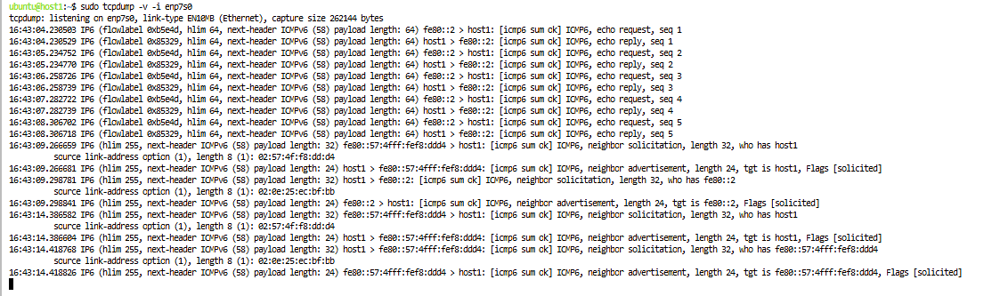 ubuntu@host1:~$ sudo tcpdump -v -i enp7s0
tcpdump: listening on enp7s0, link-type EN10MB (Ethernet), capture size 262144 bytes
16:43:04.230503 IP6 (flowlabel 0xb5e4d, hlim 64, next-header ICMPv6 (58) payload length: 64) fe80::2 > host1: [icmp6 sum ok] ICMP6, echo request, seq 1
16:43:04.230529 IP6 (flowlabel 0x85329, hlim 64, next-header ICMPv6 (58) payload length: 64) host1 > fe80::2: [icmp6 sum ok] ICMP6, echo reply, seq 1
16:43:05.234752 IP6 (flowlabel 0xb5e4d, hlim 64, next-header ICMPv6 (58) payload length: 64) fe80::2 > host1: [icmp6 sum ok] ICMP6, echo request, seq 2
16:43:05.234770 IP6 (flowlabel 0x85329, hlim 64, next-header ICMPv6 (58) payload length: 64) host1 > fe80::2: [icmp6 sum ok] ICMP6, echo reply, seq 2
16:43:06.258726 IP6 (flowlabel 0xb5e4d, hlim 64, next-header ICMPv6 (58) payload length: 64) fe80::2 > host1: [icmp6 sum ok] ICMP6, echo request, seq 3
16:43:06.258739 IP6 (flowlabel 0x85329, hlim 64, next-header ICMPv6 (58) payload length: 64) host1 > fe80::2: [icmp6 sum ok] ICMP6, echo reply, seq 3
16:43:07.282722 IP6 (flowlabel 0xb5e4d, hlim 64, next-header ICMPv6 (58) payload length: 64) fe80::2 > host1: [icmp6 sum ok] ICMP6, echo request, seq 4
16:43:07.282739 IP6 (flowlabel 0x85329, hlim 64, next-header ICMPv6 (58) payload length: 64) host1 > fe80::2: [icmp6 sum ok] ICMP6, echo reply, seq 4
16:43:08.306702 IP6 (flowlabel 0xb5e4d, hlim 64, next-header ICMPv6 (58) payload length: 64) fe80::2 > host1: [icmp6 sum ok] ICMP6, echo request, seq 5
16:43:08.306718 IP6 (flowlabel 0x85329, hlim 64, next-header ICMPv6 (58) payload length: 64) host1 > fe80::2: [icmp6 sum ok] ICMP6, echo reply, seq 5
16:43:09.266659 IP6 (hlim 255, next-header ICMPv6 (58) payload length: 32) fe80::57:4fff:fef8:ddd4 > host1: [icmp6 sum ok] ICMP6, neighbor solicitation, length 32, who has host1
source link-address option (1), length 8 (1): 02:57:4f:f8:dd:d4
16:43:09.266681 IP6 (hlim 255, next-header ICMPv6 (58) payload length: 24) host1 > fe80::57:4fff:fef8:ddd4: [icmp6 sum ok] ICMP6, neighbor advertisement, length 24, tgt is host1, Flags [solicited]
16:43:09.298781 IP6 (hlim 255, next-header ICMPv6 (58) payload length: 32) host1 > fe80::2: [icmp6 sum ok] ICMP6, neighbor solicitation, length 32, who has fe80::2
source link-address option (1), length 8 (1): 02:0e:25:ec:bf:bb
16:43:09.298841 IP6 (hlim 255, next-header ICMPv6 (58) payload length: 24) fe80::2 > host1: [icmp6 sum ok] ICMP6, neighbor advertisement, length 24, tgt is fe80::2, Flags [solicited]
16:43:14.386582 IP6 (hlim 255, next-header ICMPv6 (58) payload length: 32) fe80::57:4fff:fef8:ddd4 > host1: [icmp6 sum ok] ICMP6, neighbor solicitation, length 32, who has host1
source link-address option (1), length 8 (1): 02:57:4f:f8:dd:d4
16:43:14.386604 IP6 (hlim 255, next-header ICMPv6 (58) payload length: 24) host1 > fe80::57:4fff:fef8:ddd4: [icmp6 sum ok] ICMP6, neighbor advertisement, length 24, tgt is host1, Flags [solicited]
16:43:14.418768 IP6 (hlim 255, next-header ICMPv6 (58) payload length: 32) host1 > fe80::57:4fff:fef8:ddd4: [icmp6 sum ok] ICMP6, neighbor solicitation, length 32, who has fe80::57:4fff:fef8:ddd4
source link-address option (1), length 8 (1): 02:0e:25:ec:bf:bb
16:43:14.418826 IP6 (hlim 255, next-header ICMPv6 (58) payload length: 24) fe80::57:4fff:fef8:ddd4 > host1: [icmp6 sum ok] ICMP6, neighbor advertisement, length 24, tgt is fe80::57:4fff:fef8:ddd4, Flags [solicited]